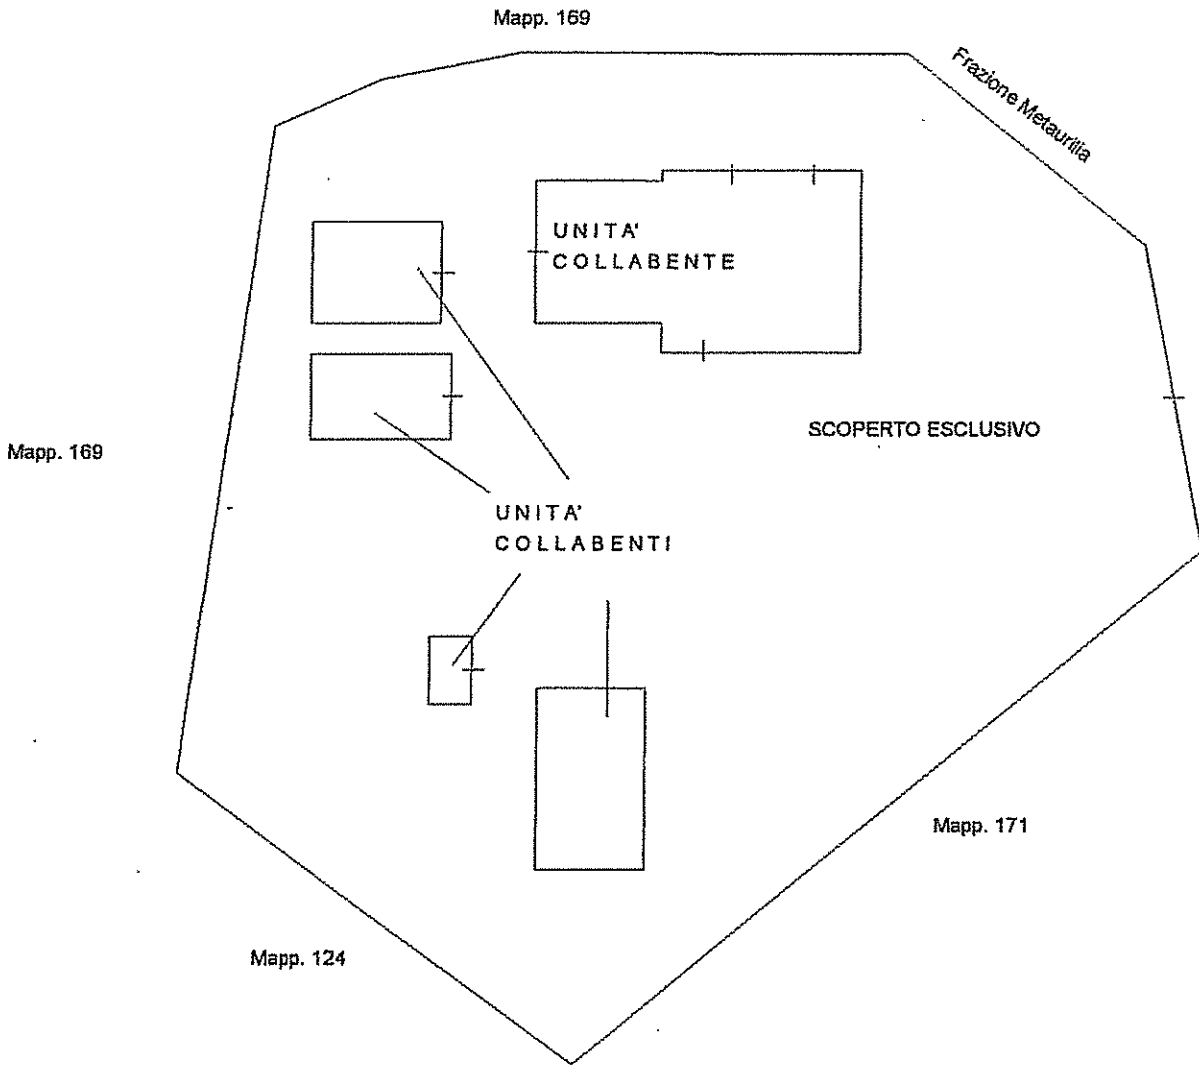 Mapp. 169
Frazione Metaurilia
UNITA'
COLLABENTE
SCOPERTO ESCLUSIVO
Mapp. 169
UNITA'
COLLABENTI
Mapp. 171
Mapp. 124